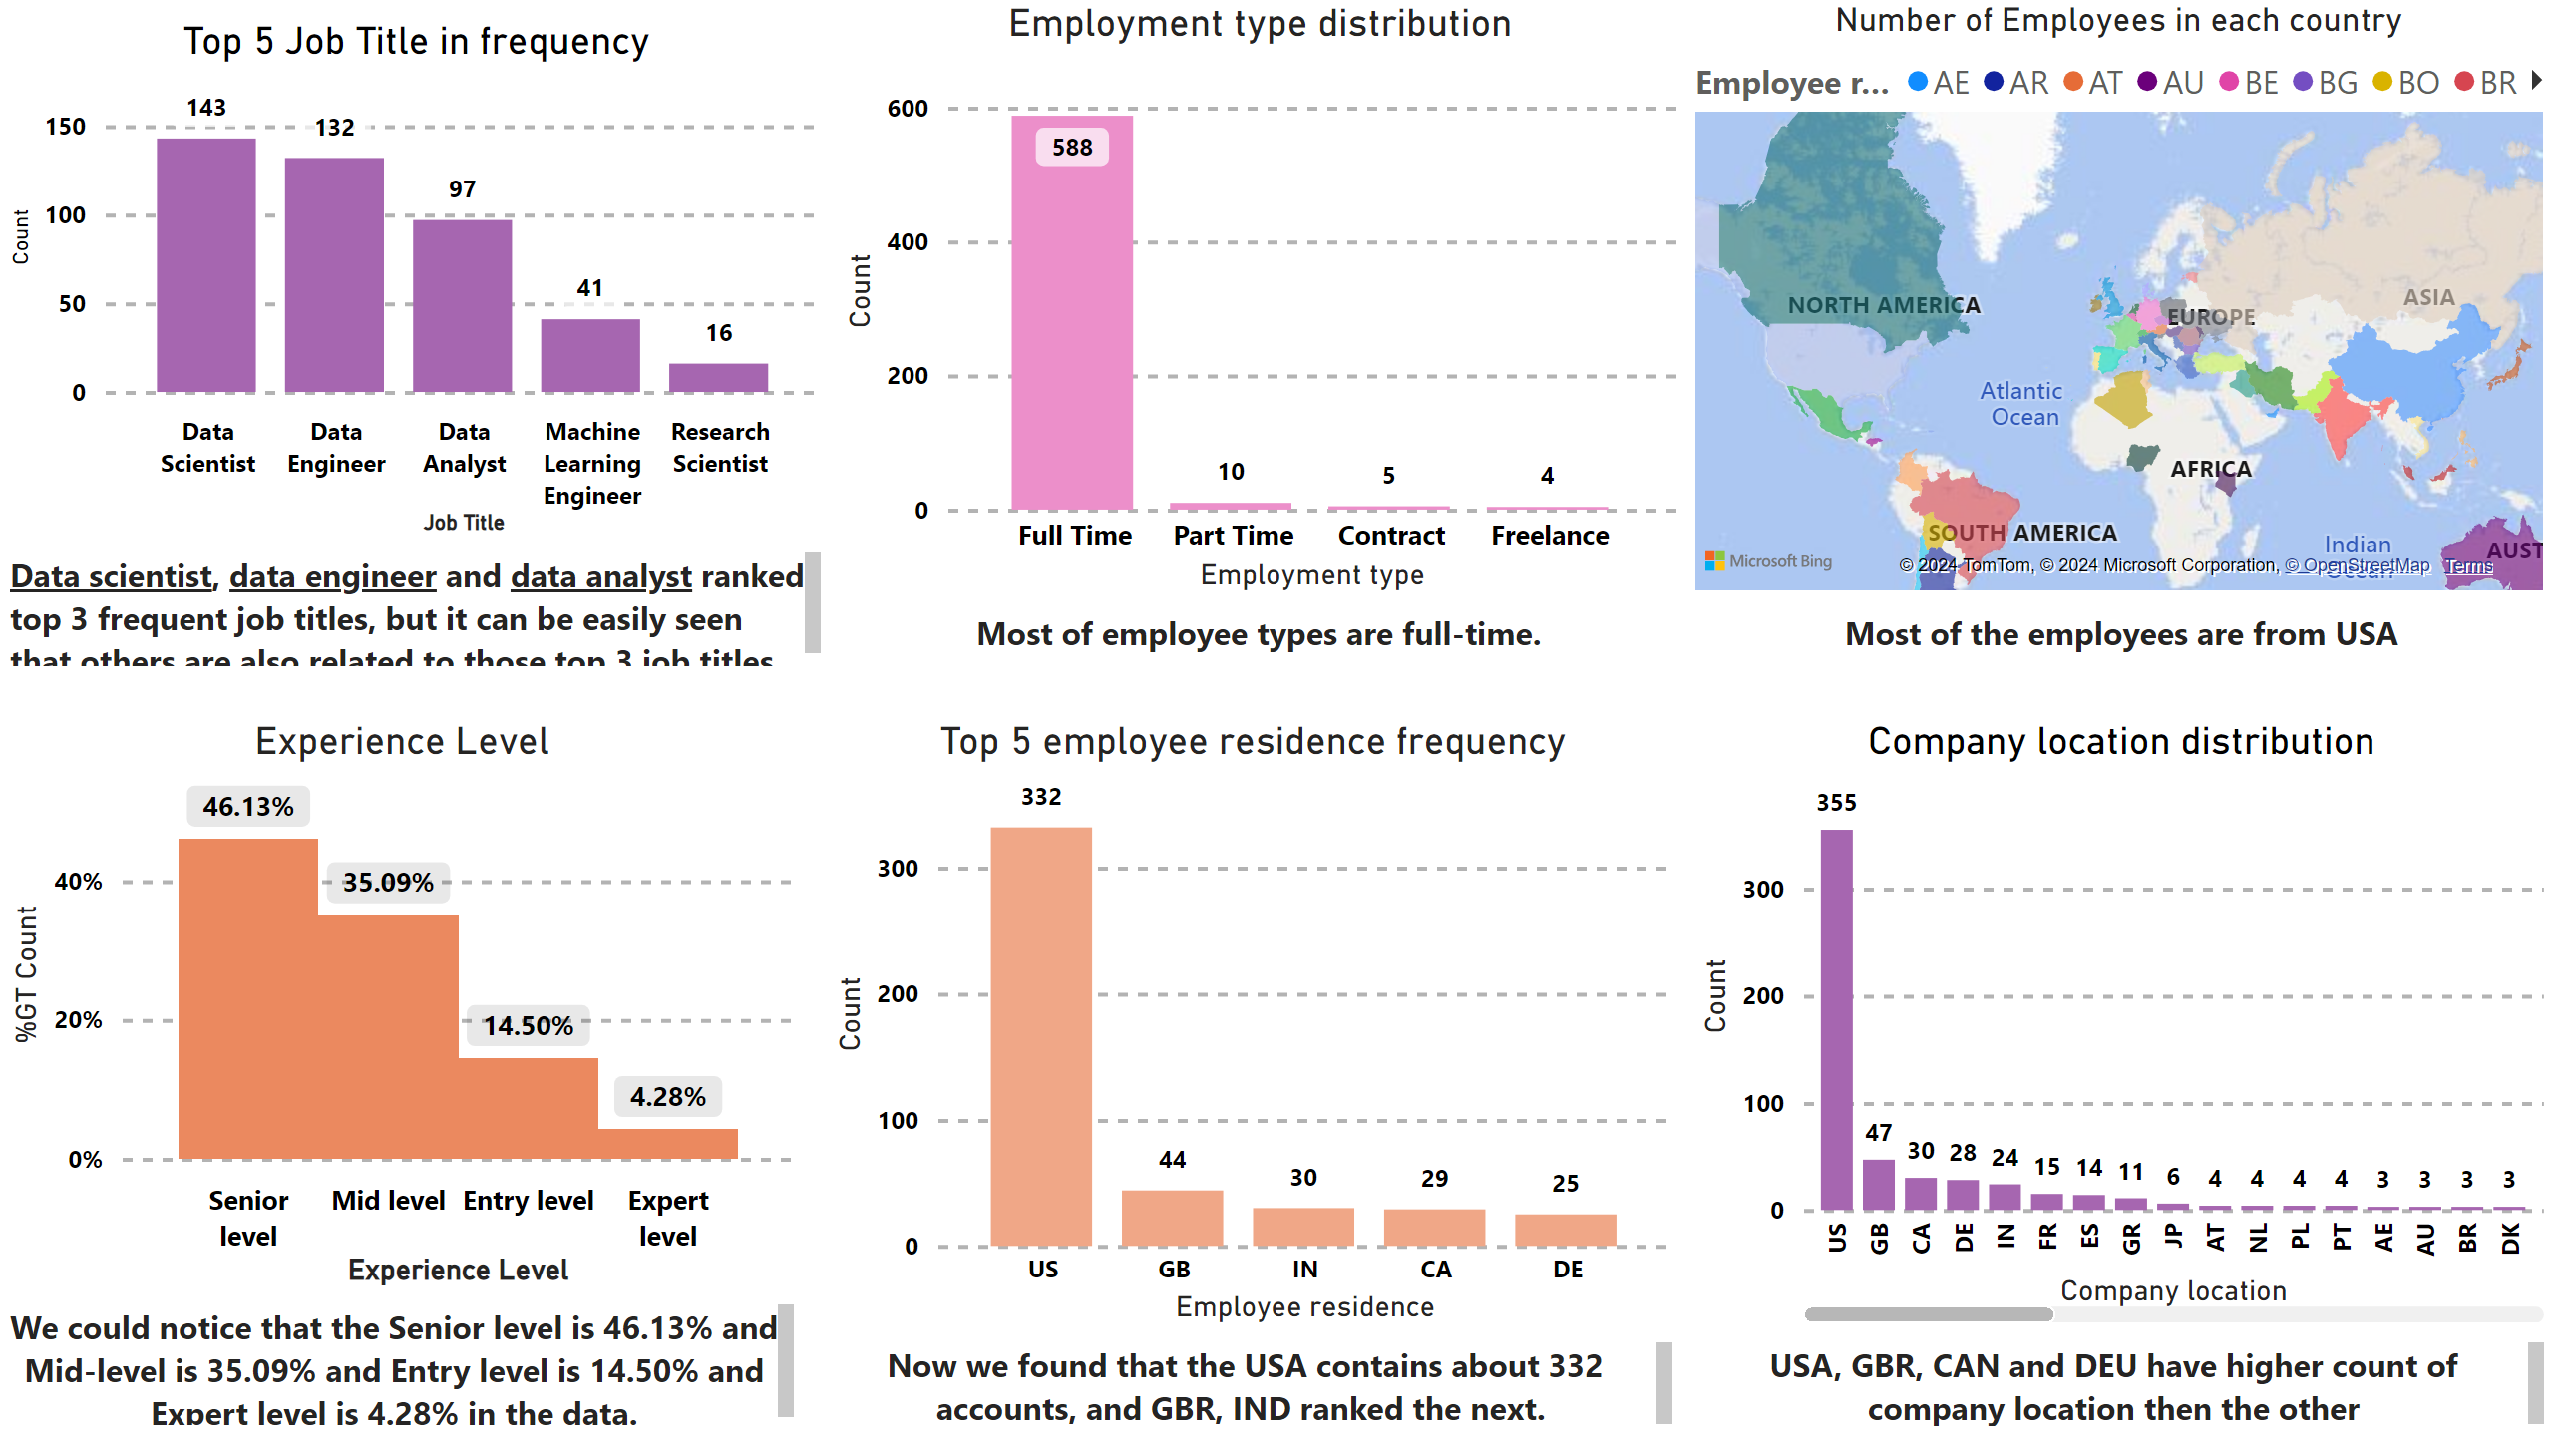 Top 5 Job Title in frequency
Count
150
100
50
0
143
132
97
41
16
Data Scientist
Data Engineer
Data Analyst
Machine Learning Engineer
Research Scientist
Job Title
Data scientist, data engineer and data analyst ranked
top 3 frequent job titles, but it can be easily seen
that others are also related to those top 3 job titles
Employment type distribution
Count
600
400
200
0
588
10
5
4
Full Time
Part Time
Contract
Freelance
Employment type
Most of employee types are full-time.
Number of Employees in each country
Employee r... AE AR AT AU BE BG BO BR
NORTH AMERICA
EUROPE
ASIA
Atlantic
Ocean
AFRICA
SOUTH AMERICA
Indian
Ocean
AUST
Microsoft Bing
© 2024 TomTom, © 2024 Microsoft Corporation, © OpenStreetMap Terms
Most of the employees are from USA
Experience Level
%GT Count
40%
20%
0%
46.13%
35.09%
14.50%
4.28%
Senior level
Mid level
Entry level
Expert level
Experience Level
We could notice that the Senior level is 46.13% and
Mid-level is 35.09% and Entry level is 14.50% and
Expert level is 4.28% in the data.
Top 5 employee residence frequency
Count
300
200
100
0
332
44
30
29
25
US
GB
IN
CA
DE
Employee residence
Now we found that the USA contains about 332
accounts, and GBR, IND ranked the next.
Company location distribution
Count
300
200
100
0
355
47
30
28
24
15
14
11
6
4
4
4
4
3
3
3
3
US
GB
CA
DE
IN
FR
ES
GR
JP
AT
NL
PL
PT
AE
AU
BR
DK
Company location
USA, GBR, CAN and DEU have higher count of
company location then the other